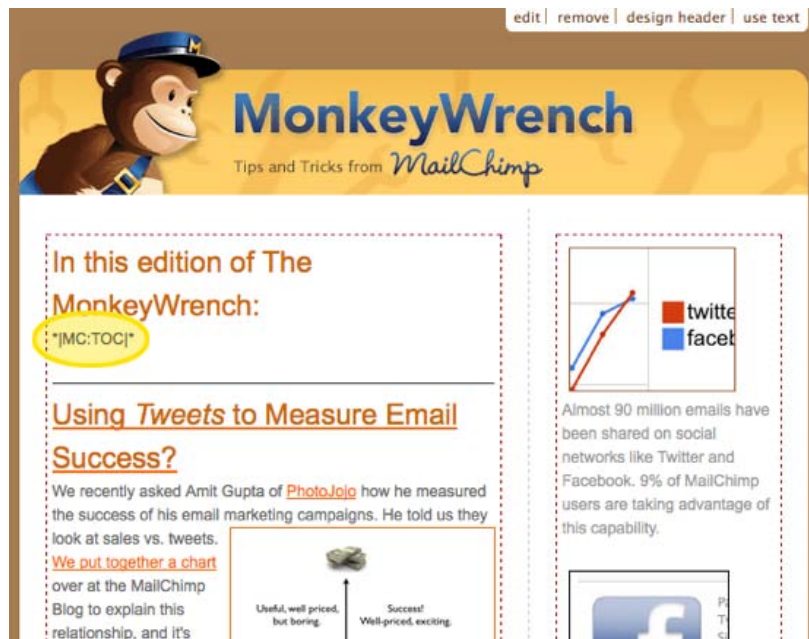 edit | remove | design header | use text
M
MonkeyWrench
Tips and Tricks from MailChimp
In this edition of The
MonkeyWrench:
*|MC:TOC|*
Using Tweets to Measure Email
Success?
We recently asked Amit Gupta of PhotoJojo how he measured
the success of his email marketing campaigns. He told us they
look at sales vs. tweets.
We put together a chart
over at the MailChimp
Blog to explain this
relationship, and it's
Useful, well priced,
but boring.
Success!
Well-priced, exciting.
twitte
faceb
Almost 90 million emails have
been shared on social
networks like Twitter and
Facebook. 9% of MailChimp
users are taking advantage of
this capability.